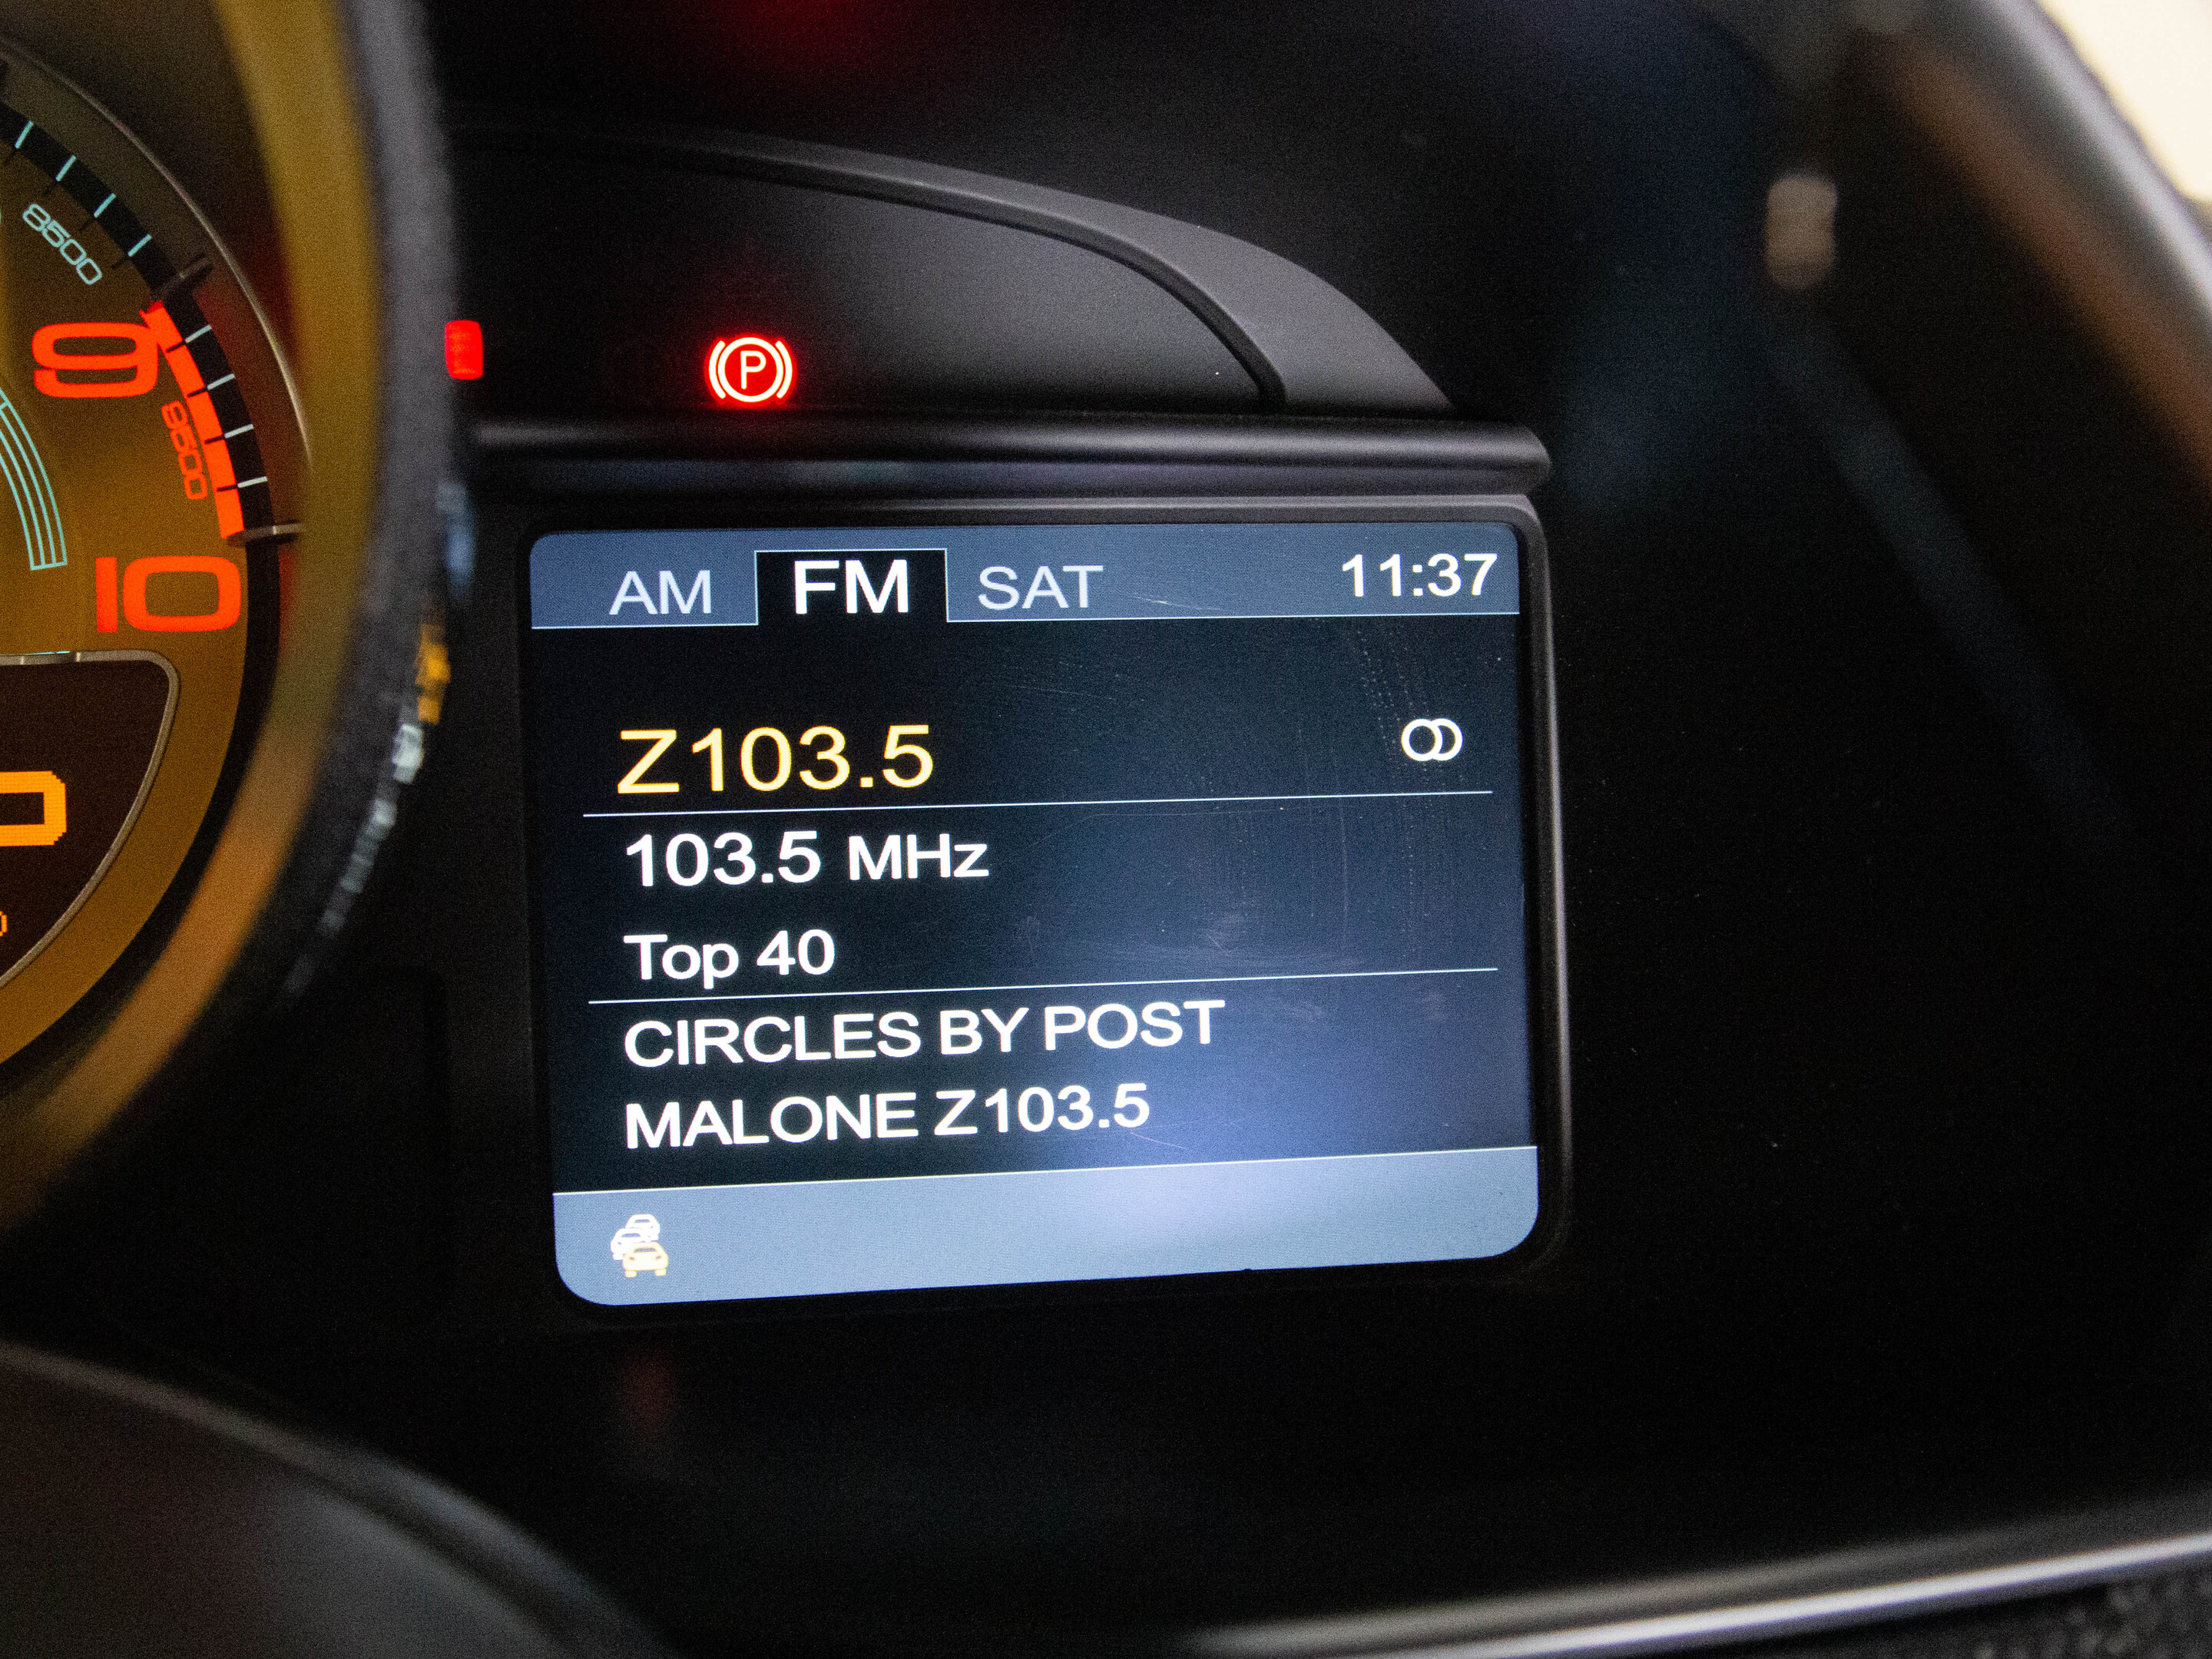 8500
9
9500
10
P
AM FM SAT 11:37
Z103.5
103.5 MHz
Top 40
CIRCLES BY POST
MALONE Z103.5